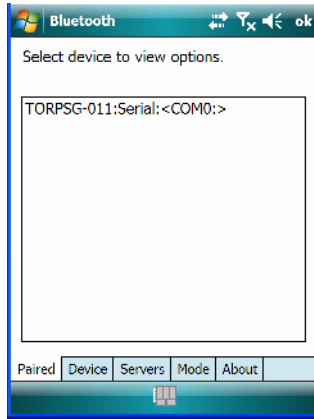 Bluetooth ok
Select device to view options.
TORPSG-011:Serial:<COM0:>
Paired Device Servers Mode About